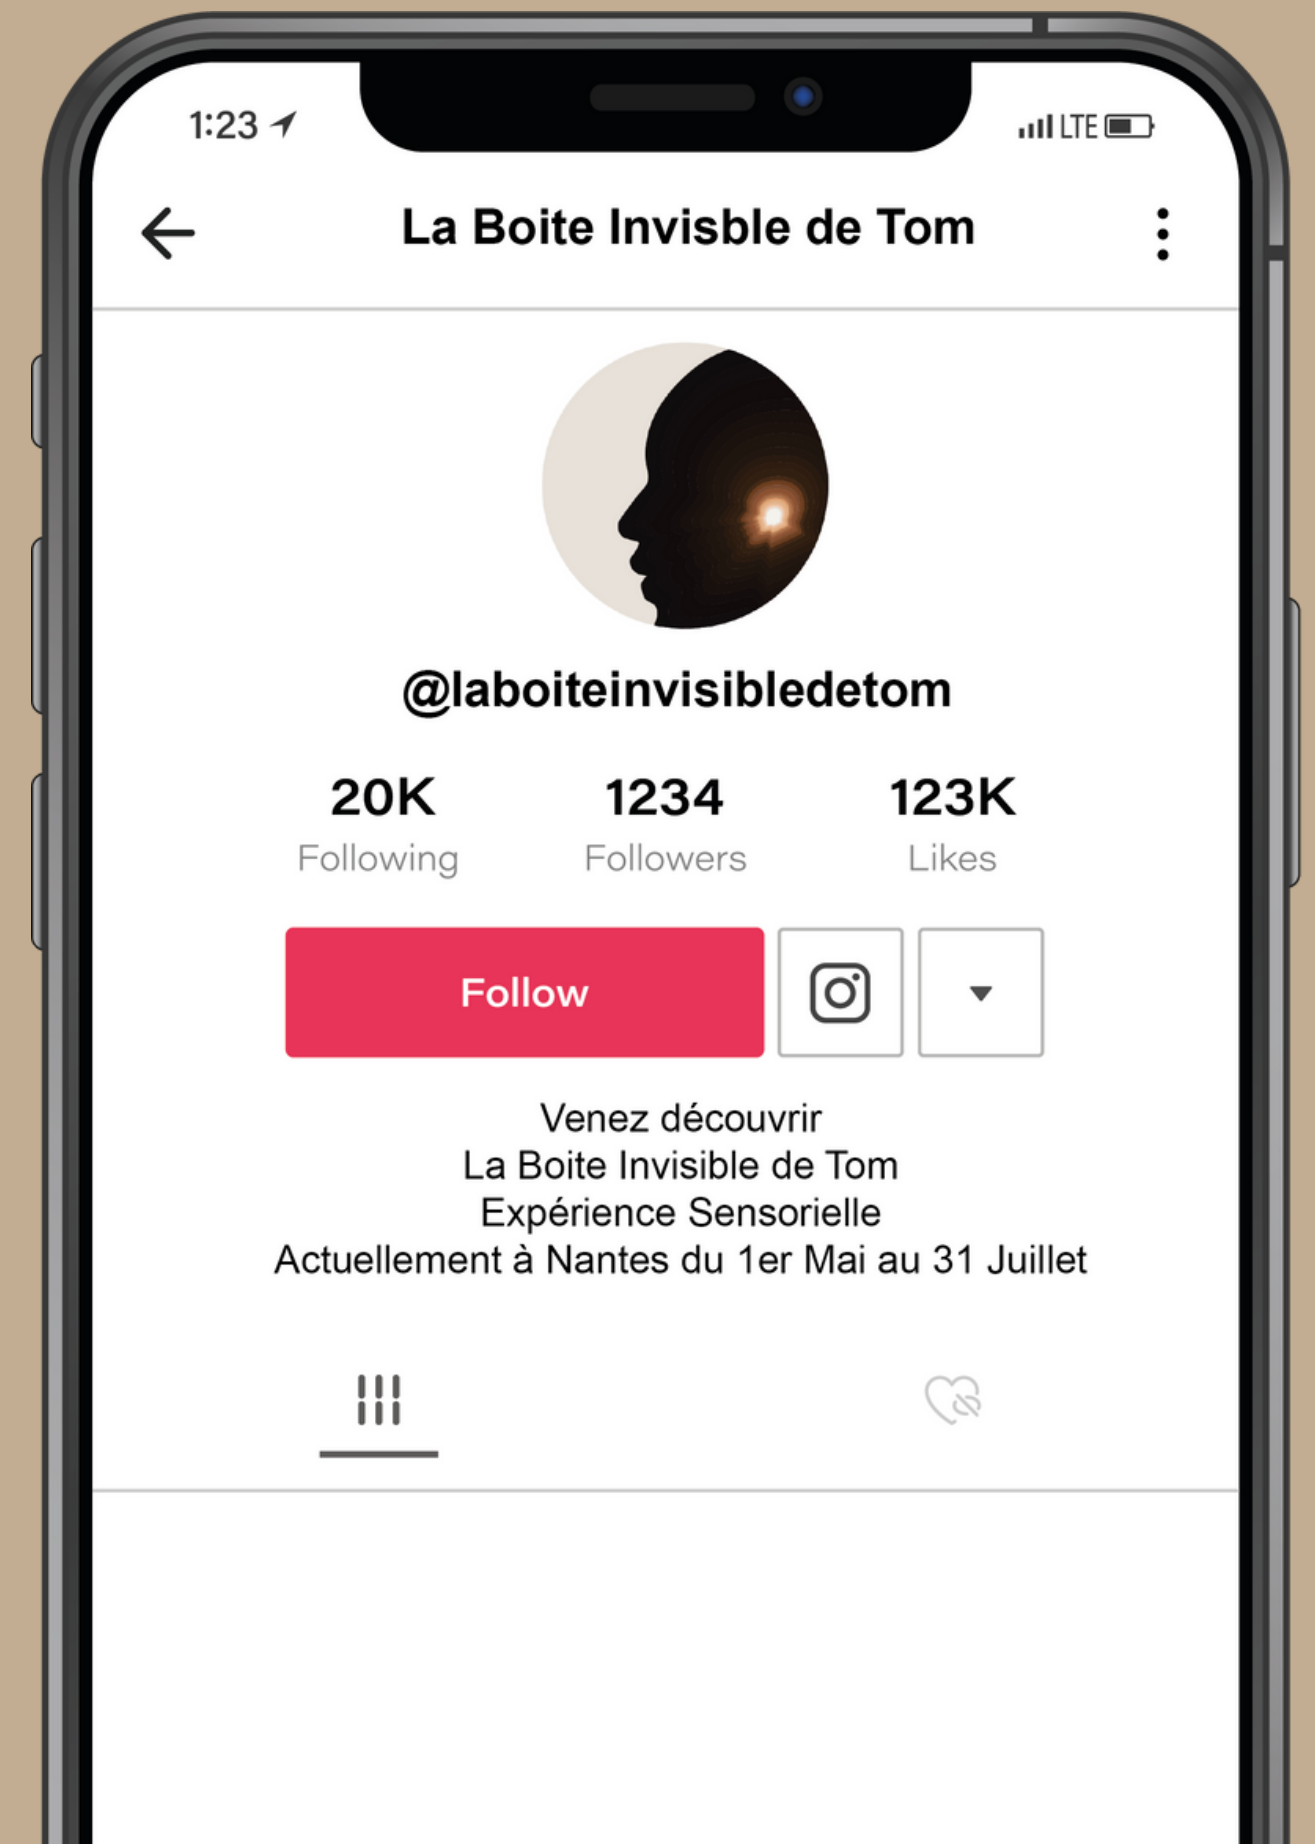 1:23 LTE
La Boite Invisble de Tom
@laboiteinvisibledetom
20K 1234 123K
Following Followers Likes
Follow
Venez découvrir
La Boite Invisible de Tom
Expérience Sensorielle
Actuellement à Nantes du 1er Mai au 31 Juillet